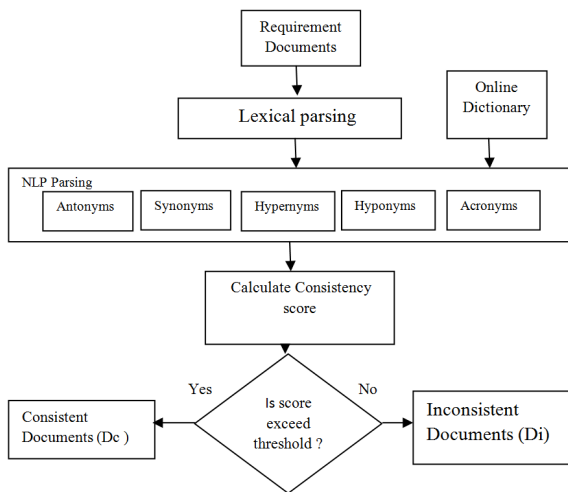 Requirement
Documents
Online
Dictionary
Lexical parsing
NLP Parsing
Antonyms
Synonyms
Hypernyms
Hyponyms
Acronyms
Calculate Consistency
score
Yes
No
Is score
exceed
threshold ?
Consistent
Documents (Dc )
Inconsistent
Documents (Di)